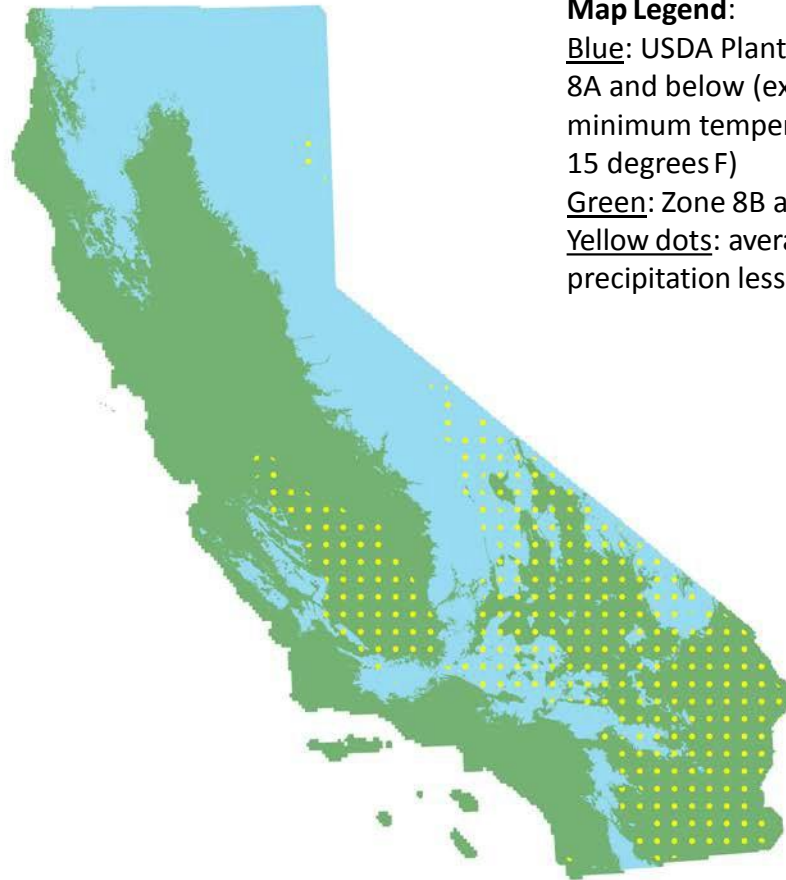 Map Legend:
Blue: USDA Plant
8A and below (ex
minimum temper
15 degrees F)
Green: Zone 8B a
Yellow dots: avera
precipitation less